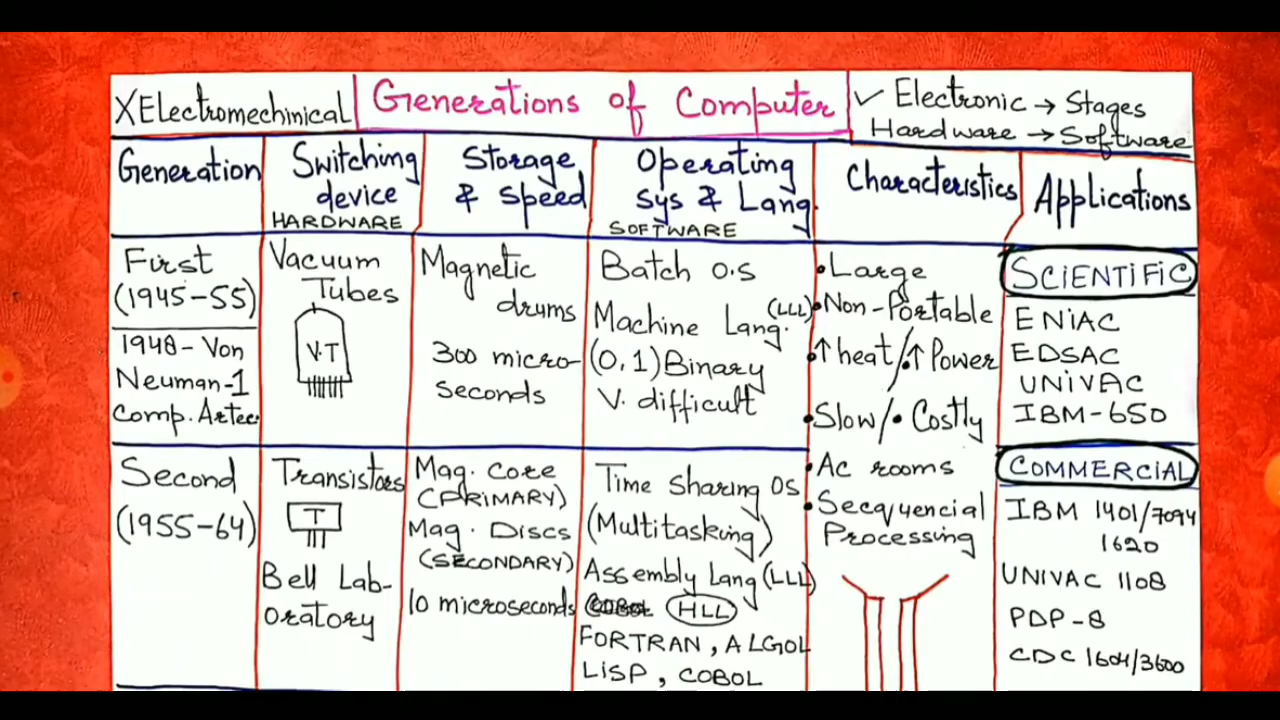 XElectromechinical
Generations of Computer
✓ Electronic → Stages
Hardware → Software
Generation
Switching
device
HARDWARE
Storage
& speed
Operating
sys & Lang.
SOFTWARE
Characteristics
Applications
First
(1945-55)
1948- Von
Neuman-1
Comp. Artec
Vacuum
Tubes
V.T
Magnetic
drums
300 micro-
seconds
Batch O.S
(LLL)
Machine Lang.
(0,1) Binary
V. difficult
• Large
• Non-Portable
• ↑heat/• ↑ Power
• Slow/• Costly
• Ac rooms
• Secquencial
Processing
SCIENTIFIC
ENIAC
EDSAC
UNIVAC
IBM-650
Second
(1955-64)
Transistors
T
Bell Lab-
oratory
Mag. core
(PRIMARY)
Mag. Discs
(SECONDARY)
10 microseconds
Time sharing OS
(Multitasking)
Assembly Lang (LLL)
HLL
FORTRAN, ALGOL
LISP, COBOL
COMMERCIAL
IBM 1401/7094
1620
UNIVAC 1108
PDP-8
CDC 1604/3600